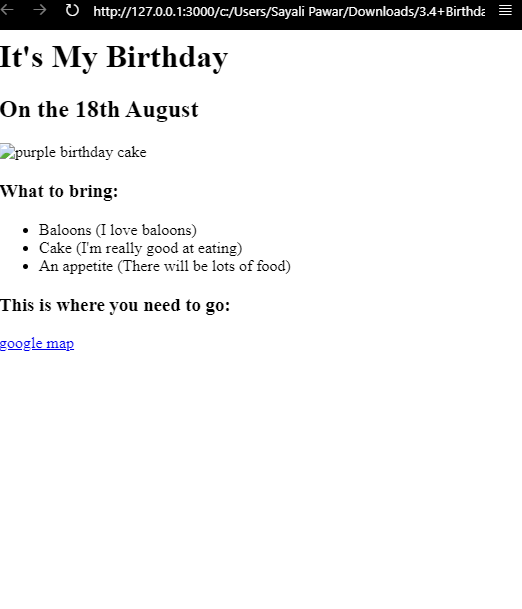 http://127.0.0.1:3000/c:/Users/Sayali Pawar/Downloads/3.4+Birthda
It's My Birthday
On the 18th August
purple birthday cake
What to bring:
Baloons (I love baloons)
Cake (I'm really good at eating)
An appetite (There will be lots of food)
This is where you need to go:
google map